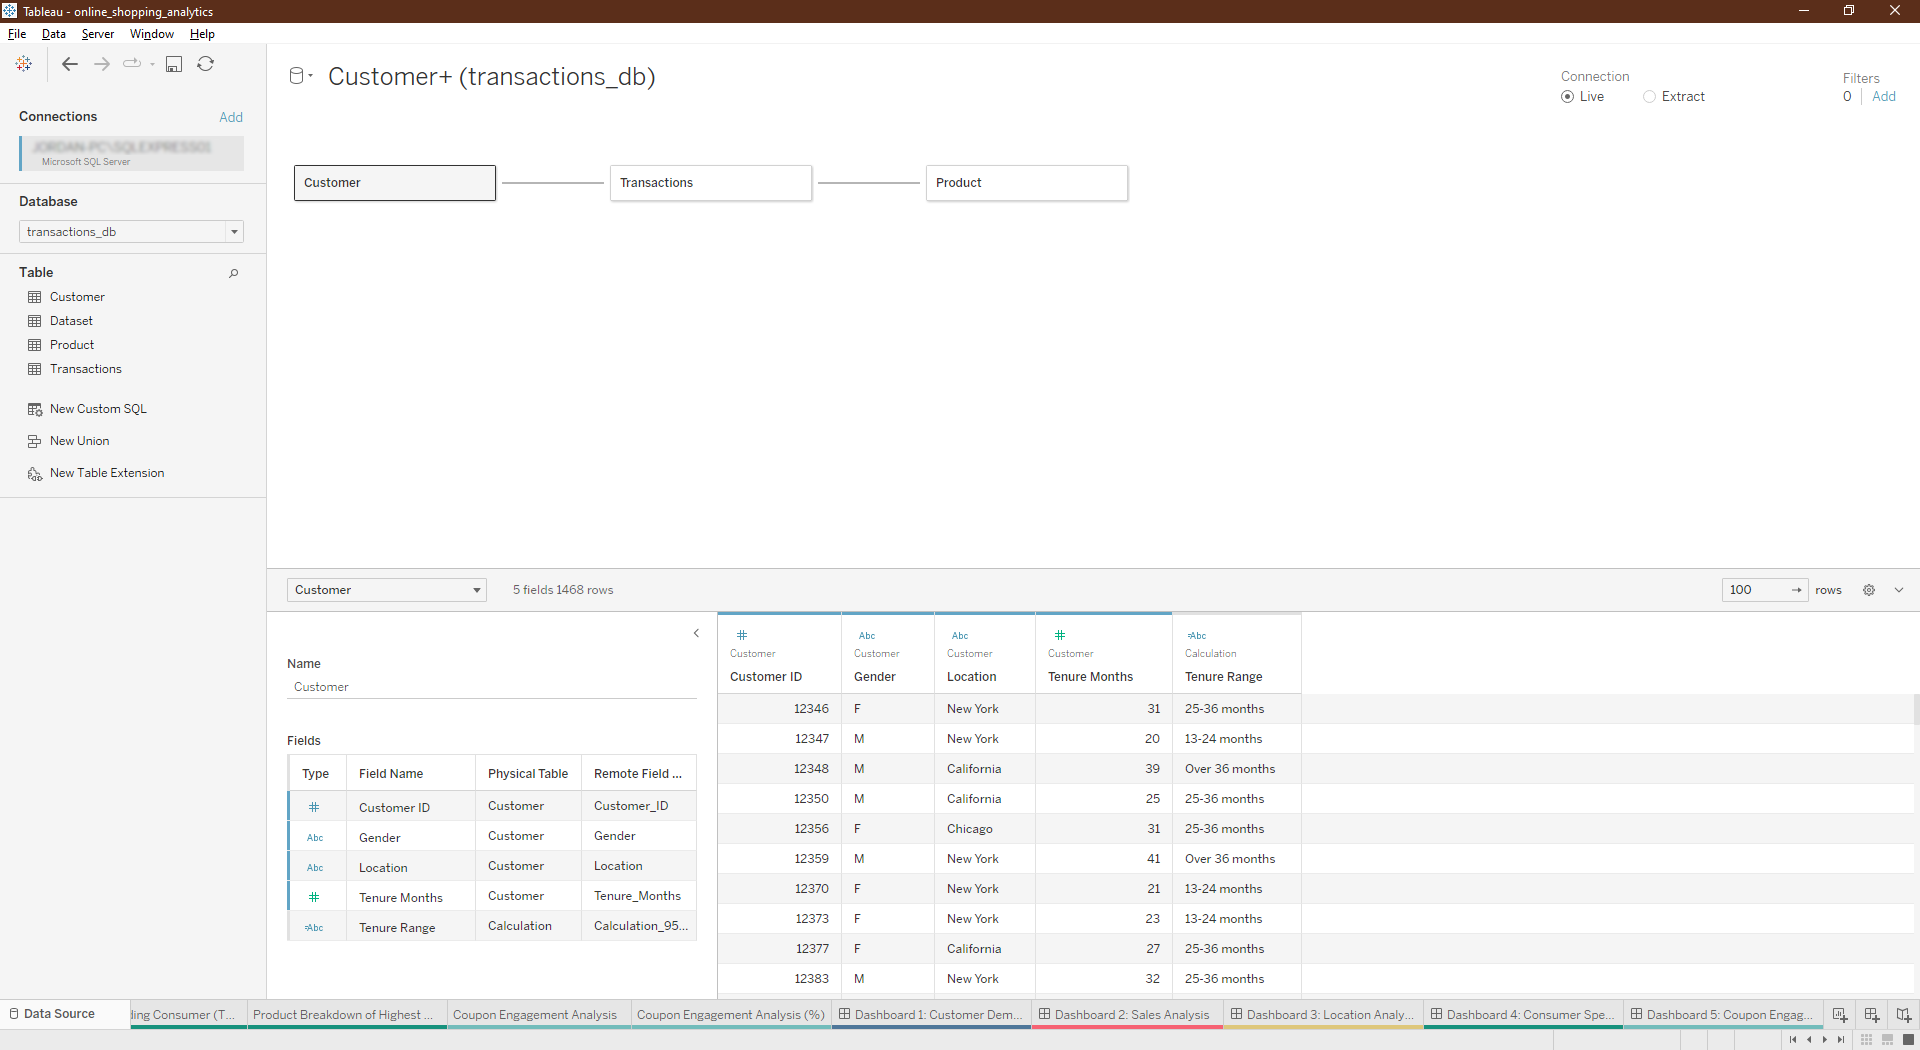 Tableau - online_shopping_analytics
File Data Server Window Help
Connections Add
Microsoft SQL Server
Database
transactions_db
Table
Customer
Dataset
Product
Transactions
New Custom SQL
New Union
New Table Extension
Customer+ (transactions_db)
Connection
Live Extract
Filters
0 Add
Customer Transactions Product
Customer 5 fields 1468 rows 100 rows
Name
Customer
Fields
Type Field Name Physical Table Remote Field ...
# Customer ID Customer Customer_ID
Abc Gender Customer Gender
Abc Location Customer Location
# Tenure Months Customer Tenure_Months
=Abc Tenure Range Calculation Calculation_95...
# Abc Abc # =Abc
Customer Customer Customer Customer Calculation
Customer ID Gender Location Tenure Months Tenure Range
12346 F New York 31 25-36 months
12347 M New York 20 13-24 months
12348 M California 39 Over 36 months
12350 M California 25 25-36 months
12356 F Chicago 31 25-36 months
12359 M New York 41 Over 36 months
12370 F New York 21 13-24 months
12373 F New York 23 13-24 months
12377 F California 27 25-36 months
12383 M New York 32 25-36 months
Data Source ling Consumer (T... Product Breakdown of Highest ... Coupon Engagement Analysis Coupon Engagement Analysis (%) Dashboard 1: Customer Dem... Dashboard 2: Sales Analysis Dashboard 3: Location Analy... Dashboard 4: Consumer Spe... Dashboard 5: Coupon Engag...